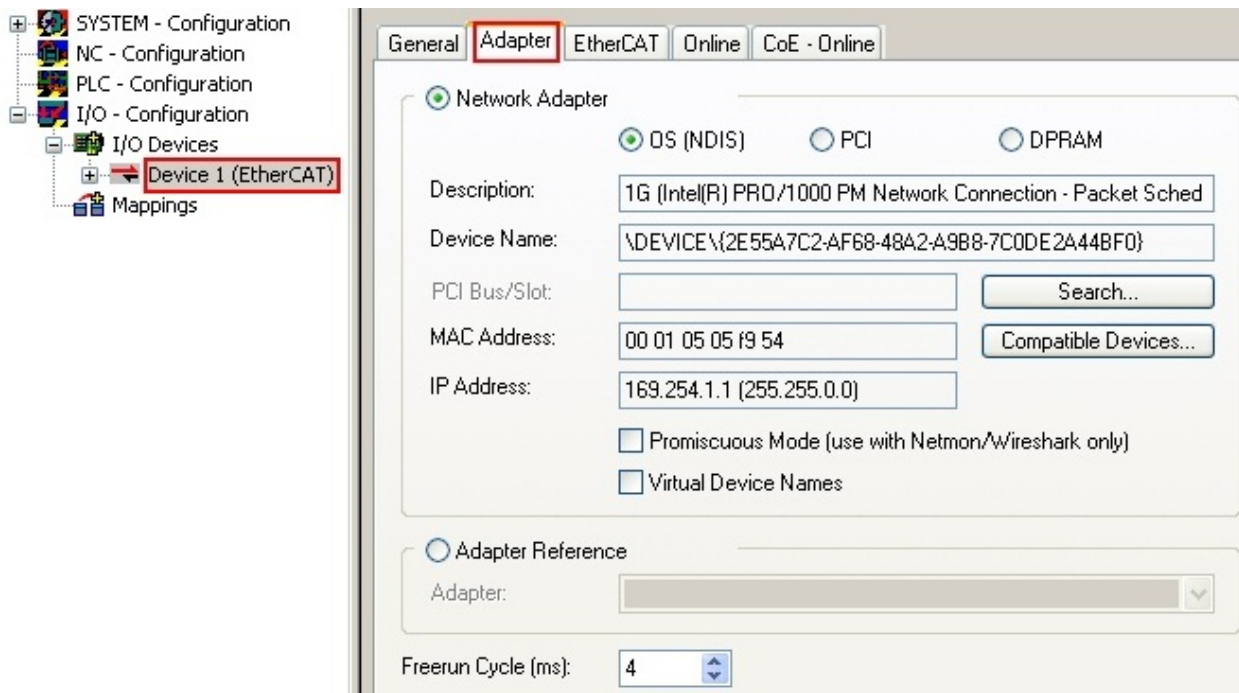 SYSTEM - Configuration
NC - Configuration
PLC - Configuration
I/O - Configuration
I/O Devices
Device 1 (EtherCAT)
Mappings
General Adapter EtherCAT Online CoE - Online
Network Adapter
OS (NDIS) PCI DPRAM
Description: 1G (Intel(R) PRO/1000 PM Network Connection - Packet Sched
Device Name: \DEVICE\{2E55A7C2-AF68-48A2-A9B8-7C0DE2A44BF0}
PCI Bus/Slot: Search...
MAC Address: 00 01 05 05 f9 54 Compatible Devices...
IP Address: 169.254.1.1 (255.255.0.0)
Promiscuous Mode (use with Netmon/Wireshark only)
Virtual Device Names
Adapter Reference
Adapter:
Freerun Cycle (ms): 4